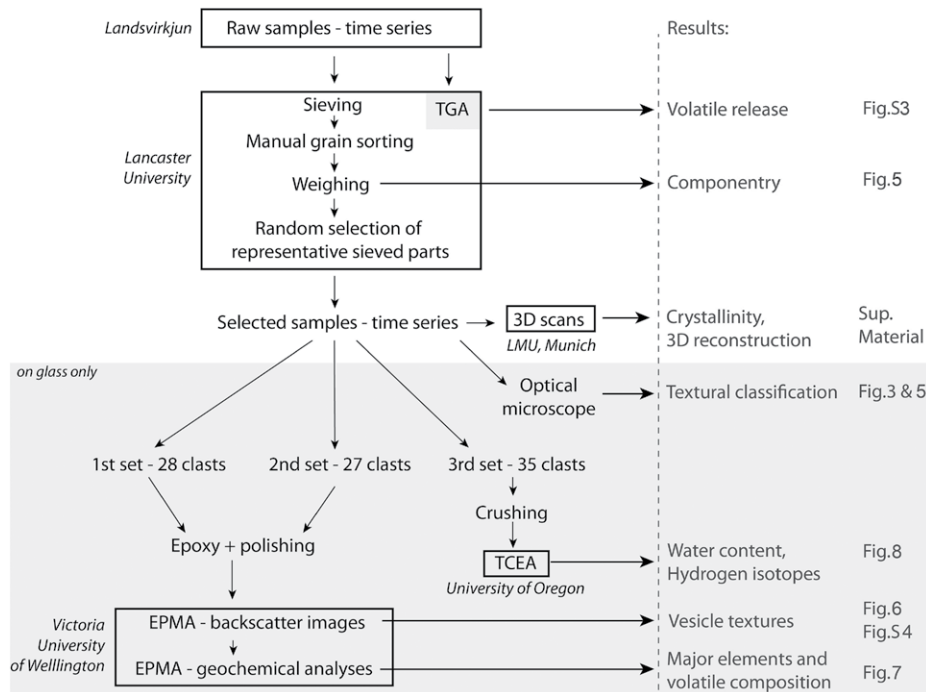 Landsvirkjun
Raw samples - time series
Results:
Sieving
TGA
Volatile release
Fig.S3
Manual grain sorting
Lancaster
University
Weighing
Componentry
Fig.5
Random selection of
representative sieved parts
Selected samples - time series
3D scans
LMU, Munich
Crystallinity,
3D reconstruction
Sup.
Material
on glass only
Optical
microscope
Textural classification
Fig.3 & 5
1st set - 28 clasts
2nd set - 27 clasts
3rd set - 35 clasts
Crushing
Epoxy + polishing
TCEA
University of Oregon
Water content,
Hydrogen isotopes
Fig.8
Victoria
University
of Welllington
EPMA - backscatter images
Vesicle textures
Fig.6
Fig.S4
EPMA - geochemical analyses
Major elements and
volatile composition
Fig.7